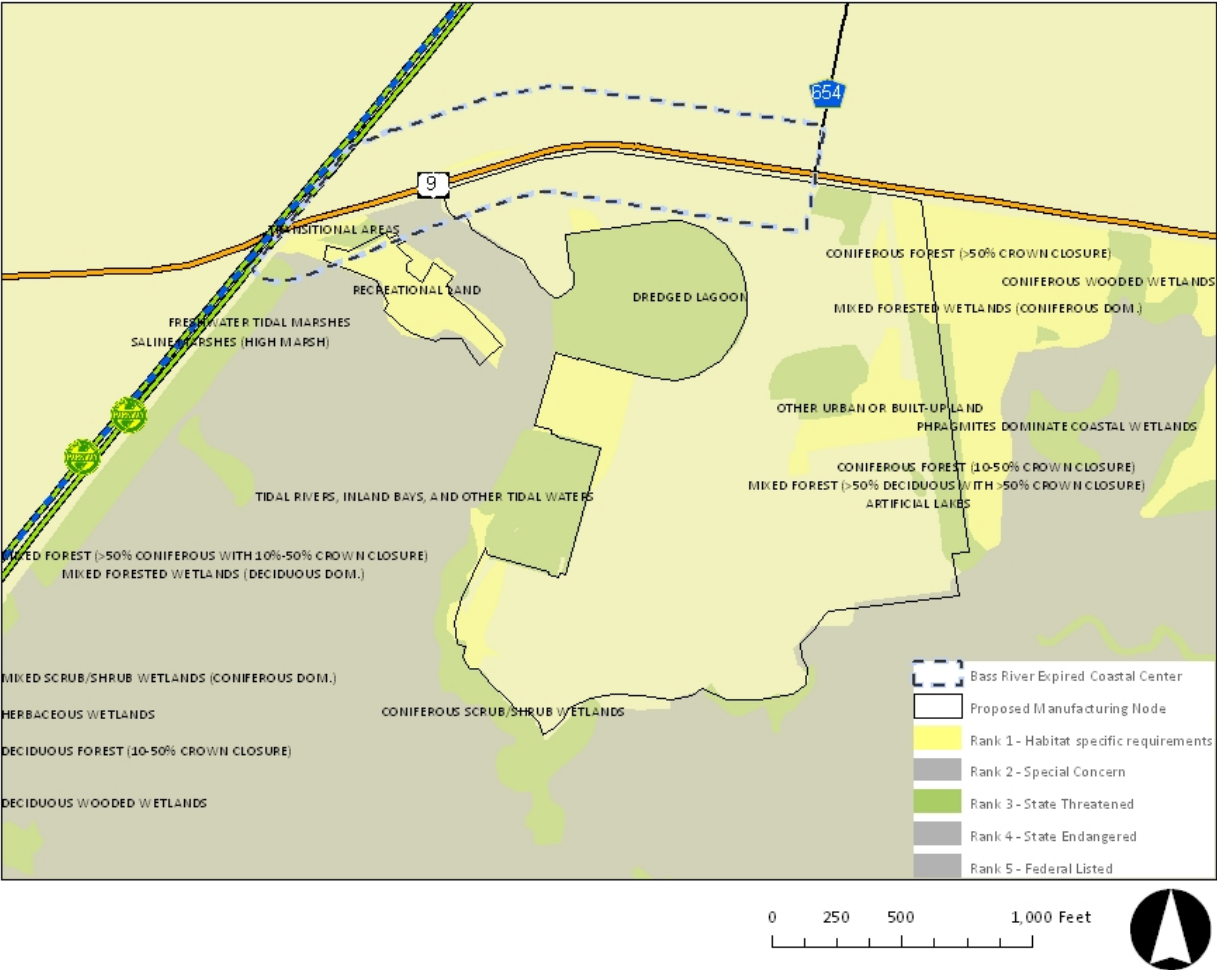 654
9
TRANSITIONAL AREAS
CONIFEROUS FOREST (>50% CROWN CLOSURE)
CONIFEROUS WOODED WETLANDS
RECREATIONAL LAND
DREDGED LAGOON
MIXED FORESTED WETLANDS (CONIFEROUS DOM.)
FRESHWATER TIDAL MARSHES
SALINE MARSHES (HIGH MARSH)
OTHER URBAN OR BUILT-UP LAND
PHRAGMITES DOMINATE COASTAL WETLANDS
CONIFEROUS FOREST (10-50% CROWN CLOSURE)
MIXED FOREST (>50% DECIDUOUS WITH >50% CROWN CLOSURE)
TIDAL RIVERS, INLAND BAYS, AND OTHER TIDAL WATERS
ARTIFICIAL LAKES
MIXED FOREST (>50% CONIFEROUS WITH 10%-50% CROWN CLOSURE)
MIXED FORESTED WETLANDS (DECIDUOUS DOM.)
MIXED SCRUB/SHRUB WETLANDS (CONIFEROUS DOM.)
HERBACEOUS WETLANDS
CONIFEROUS SCRUB/SHRUB WETLANDS
DECIDUOUS FOREST (10-50% CROWN CLOSURE)
DECIDUOUS WOODED WETLANDS
Bass River Expired Coastal Center
Proposed Manufacturing Node
Rank 1 - Habitat specific requirements
Rank 2 - Special Concern
Rank 3 - State Threatened
Rank 4 - State Endangered
Rank 5 - Federal Listed
0 250 500 1,000 Feet